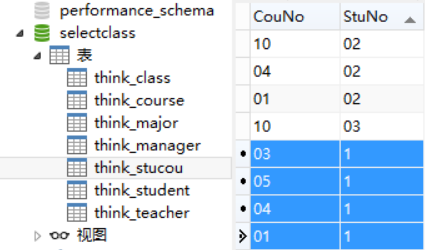 performance_schema
selectclass
表
think_class
think_course
think_major
think_manager
think_stucou
think_student
think_teacher
视图
CouNo StuNo
10 02
04 02
01 02
10 03
03 1
05 1
04 1
01 1